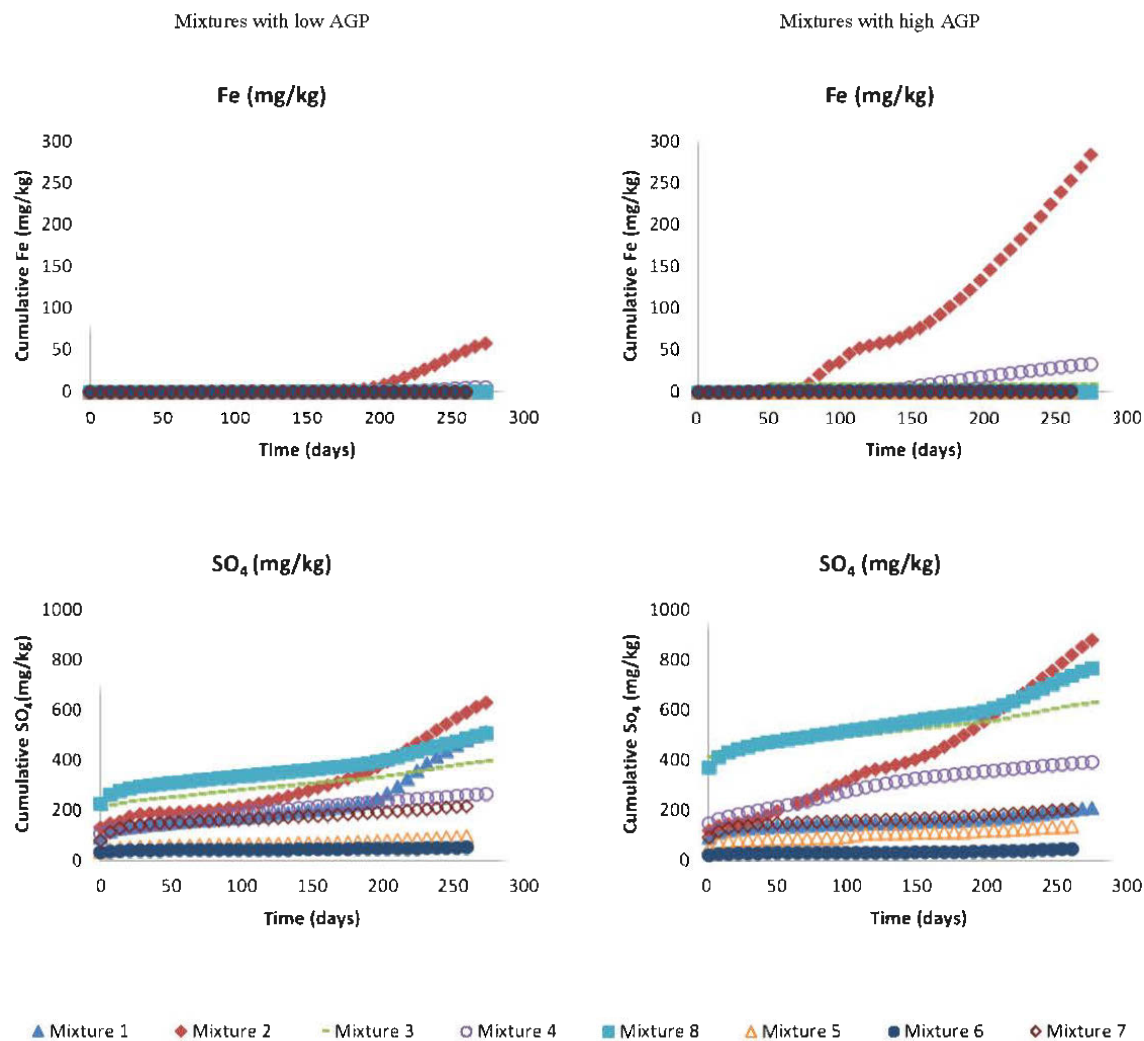 Mixtures with low AGP
Mixtures with high AGP
Fe (mg/kg)
Cumulative Fe (mg/kg)
300
250
200
150
100
50
0
0 50 100 150 200 250 300
Time (days)
Fe (mg/kg)
Cumulative Fe (mg/kg)
300
250
200
150
100
50
0
0 50 100 150 200 250 300
Time (days)
SO₄ (mg/kg)
Cumulative SO₄(mg/kg)
1000
800
600
400
200
0
0 50 100 150 200 250 300
Time (days)
SO₄ (mg/kg)
Cumulative So₄ (mg/kg)
1000
800
600
400
200
0
0 50 100 150 200 250 300
Time (days)
Mixture 1 Mixture 2 Mixture 3 Mixture 4 Mixture 8 Mixture 5 Mixture 6 Mixture 7